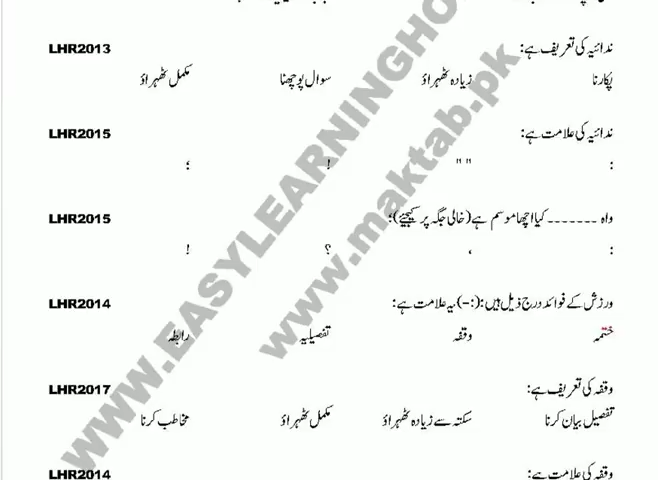 ندائیہ کی تعریف ہے: LHR2013
پکارنا زیادہ ٹھہراؤ سوال پوچھنا مکمل ٹھہراؤ
ندائیہ کی علامت ہے: LHR2015
: " " ! ؛
واہ ------- کیا اچھا موسم ہے (خالی جگہ پر کیجیئے): LHR2015
: ، ؟ !
ورزش کے فوائد درج ذیل ہیں: (:-) یہ علامت ہے: LHR2014
ختمہ وقفہ تفصیلیہ رابطہ
وقفہ کی تعریف ہے: LHR2017
تفصیل بیان کرنا سکتہ سے زیادہ ٹھہراؤ مکمل ٹھہراؤ مخاطب کرنا
وقفہ کی علامت ہے: LHR2014
www.EASYLEARNINGHO
www.maktab.pk